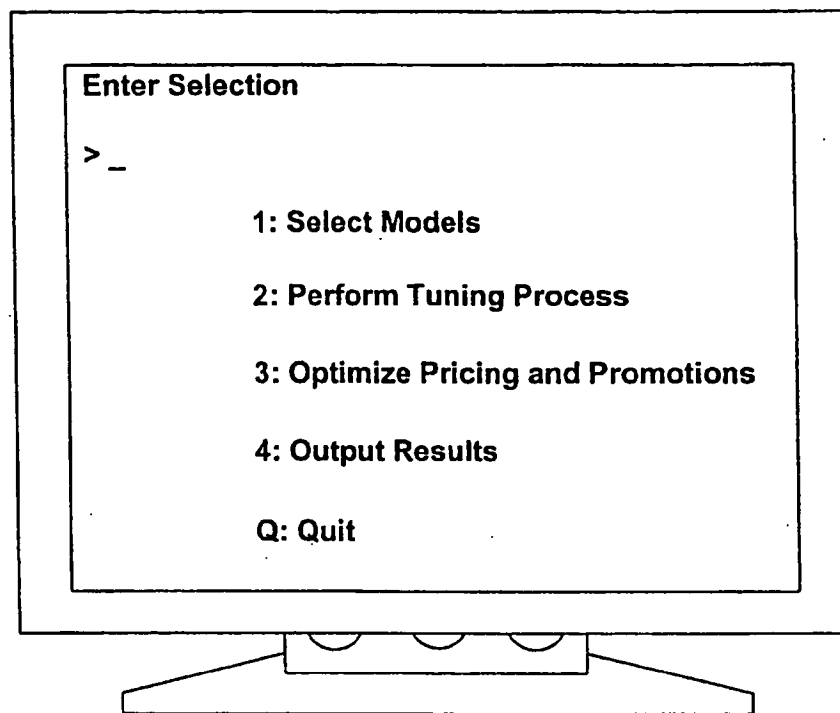 Enter Selection
> _
1: Select Models
2: Perform Tuning Process
3: Optimize Pricing and Promotions
4: Output Results
Q: Quit